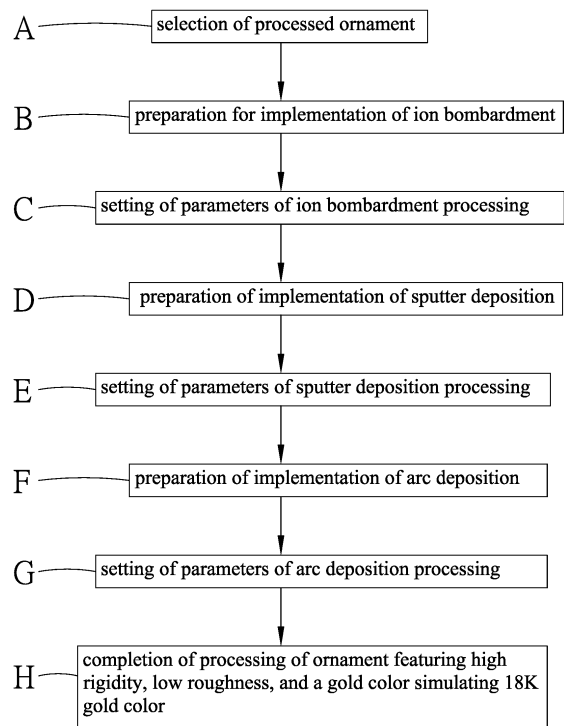 A selection of processed ornament
B preparation for implementation of ion bombardment
C setting of parameters of ion bombardment processing
D preparation of implementation of sputter deposition
E setting of parameters of sputter deposition processing
F preparation of implementation of arc deposition
G setting of parameters of arc deposition processing
H completion of processing of ornament featuring high
rigidity, low roughness, and a gold color simulating 18K
gold color